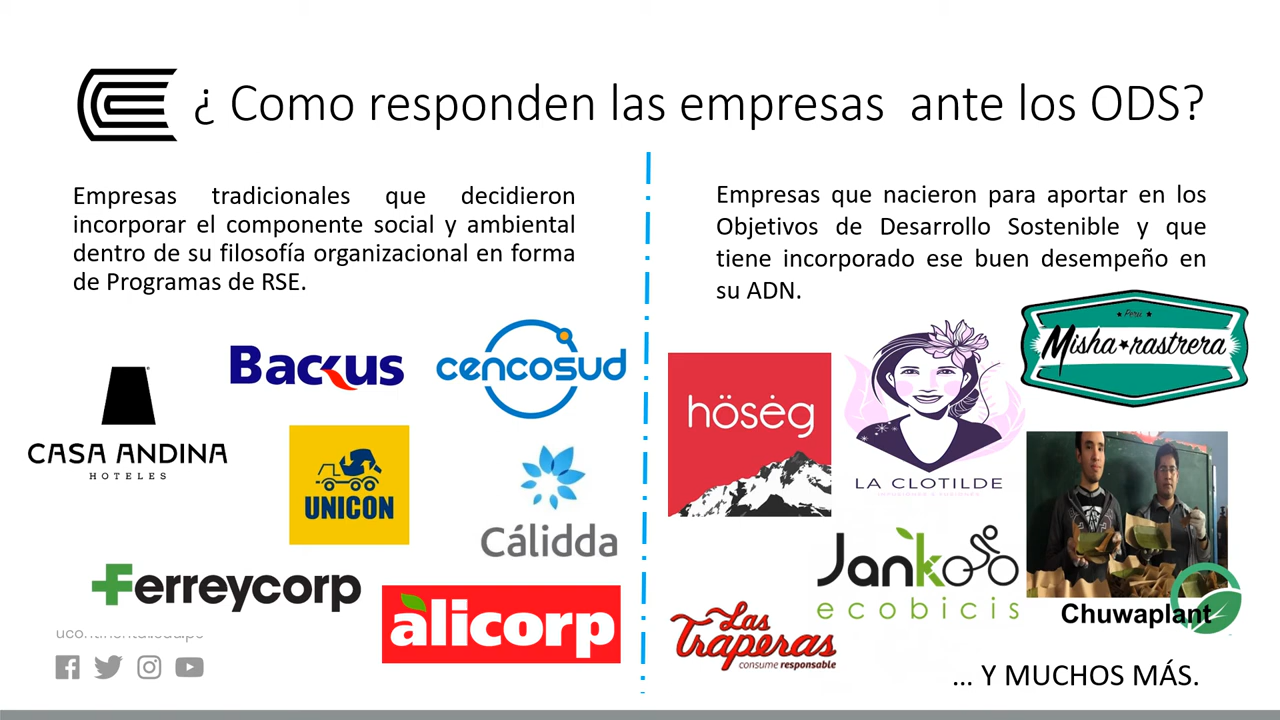 ¿ Como responden las empresas ante los ODS?
Empresas tradicionales que decidieron
incorporar el componente social y ambiental
dentro de su filosofía organizacional en forma
de Programas de RSE.
Backus
cencosud
CASA ANDINA
HOTELES
UNICON
Cálidda
Ferreycorp
alicorp
Empresas que nacieron para aportar en los
Objetivos de Desarrollo Sostenible y que
tiene incorporado ese buen desempeño en
su ADN.
Perú
Misha rastrera
hösėg
LA CLOTILDE
Jank
ecobicis
Chuwaplant
Las
Traperas
consume responsable
... Y MUCHOS MÁS.